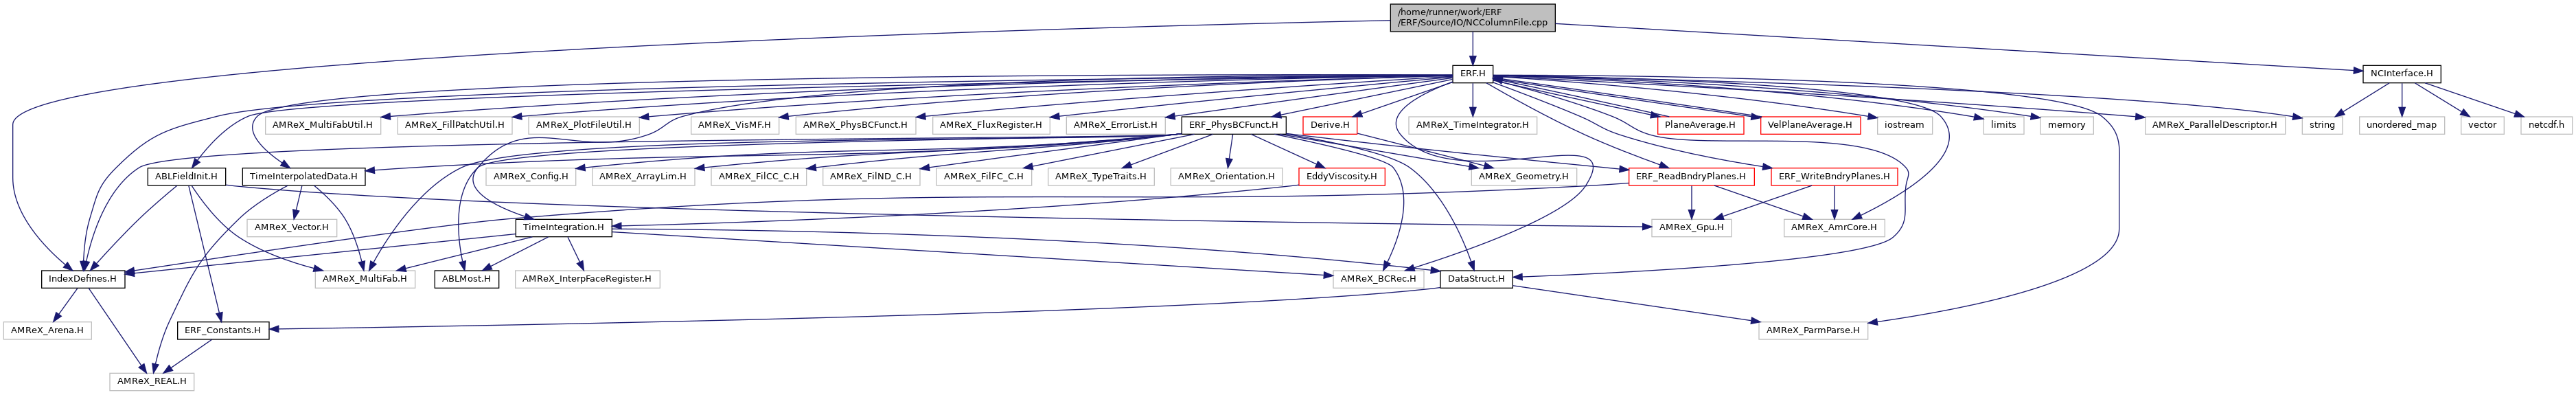 /home/runner/work/ERF
/ERF/Source/IO/NCColumnFile.cpp
ERF.H
NCInterface.H
AMReX_MultiFabUtil.H
AMReX_FillPatchUtil.H
AMReX_PlotFileUtil.H
AMReX_VisMF.H
AMReX_PhysBCFunct.H
AMReX_FluxRegister.H
AMReX_ErrorList.H
ERF_PhysBCFunct.H
Derive.H
AMReX_TimeIntegrator.H
PlaneAverage.H
VelPlaneAverage.H
iostream
limits
memory
AMReX_ParallelDescriptor.H
string
unordered_map
vector
netcdf.h
ABLFieldInit.H
TimeInterpolatedData.H
AMReX_Config.H
AMReX_ArrayLim.H
AMReX_FilCC_C.H
AMReX_FilND_C.H
AMReX_FilFC_C.H
AMReX_TypeTraits.H
AMReX_Orientation.H
EddyViscosity.H
AMReX_Geometry.H
ERF_ReadBndryPlanes.H
ERF_WriteBndryPlanes.H
AMReX_Vector.H
TimeIntegration.H
AMReX_Gpu.H
AMReX_AmrCore.H
IndexDefines.H
AMReX_MultiFab.H
ABLMost.H
AMReX_InterpFaceRegister.H
AMReX_BCRec.H
DataStruct.H
AMReX_Arena.H
ERF_Constants.H
AMReX_ParmParse.H
AMReX_REAL.H